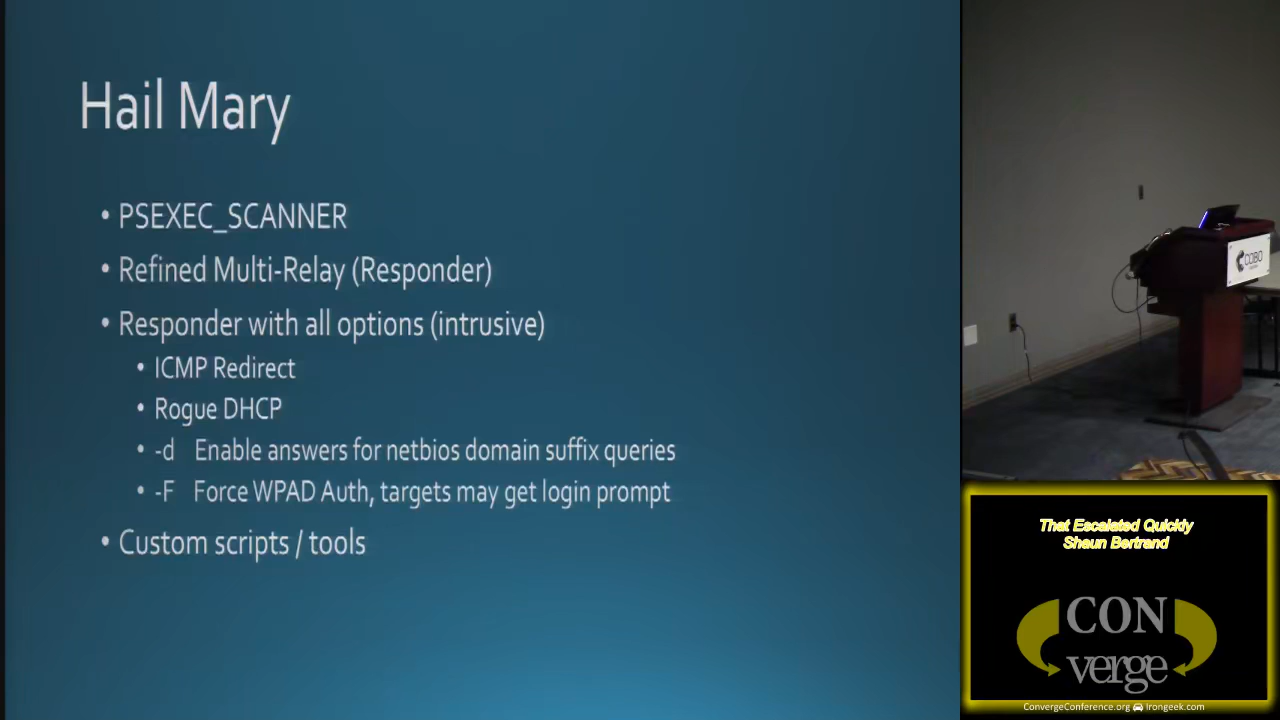 Hail Mary
• PSEXEC_SCANNER
• Refined Multi-Relay (Responder)
• Responder with all options (intrusive)
• ICMP Redirect
• Rogue DHCP
• -d Enable answers for netbios domain suffix queries
• -F Force WPAD Auth, targets may get login prompt
• Custom scripts / tools
COBO
That Escalated Quickly
Shaun Bertrand
CON
verge
ConvergeConference.org Irongeek.com